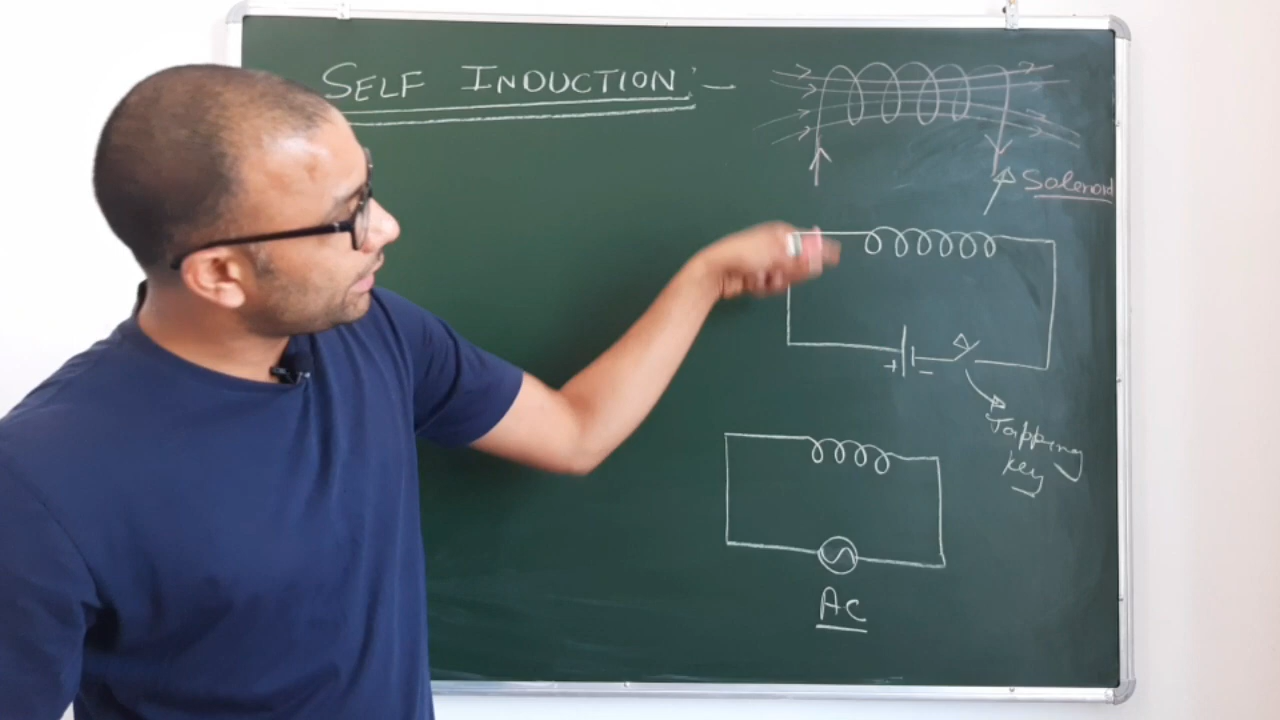 SELF INDUCTION :-
Solenoid
+ -
Tapping
key
AC